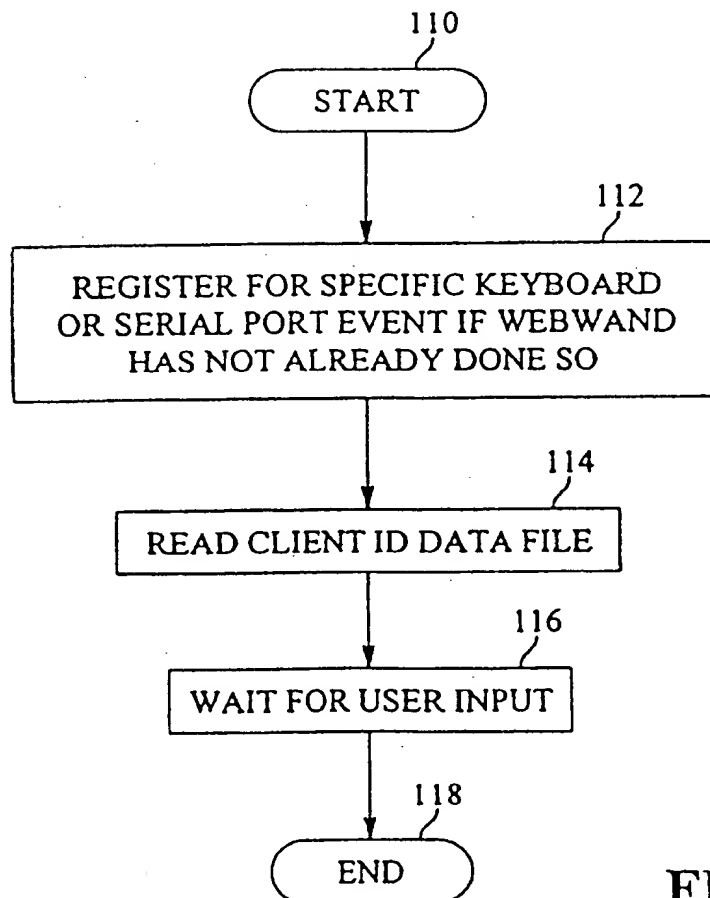 110
START
112
REGISTER FOR SPECIFIC KEYBOARD
OR SERIAL PORT EVENT IF WEBWAND
HAS NOT ALREADY DONE SO
114
READ CLIENT ID DATA FILE
116
WAIT FOR USER INPUT
118
END